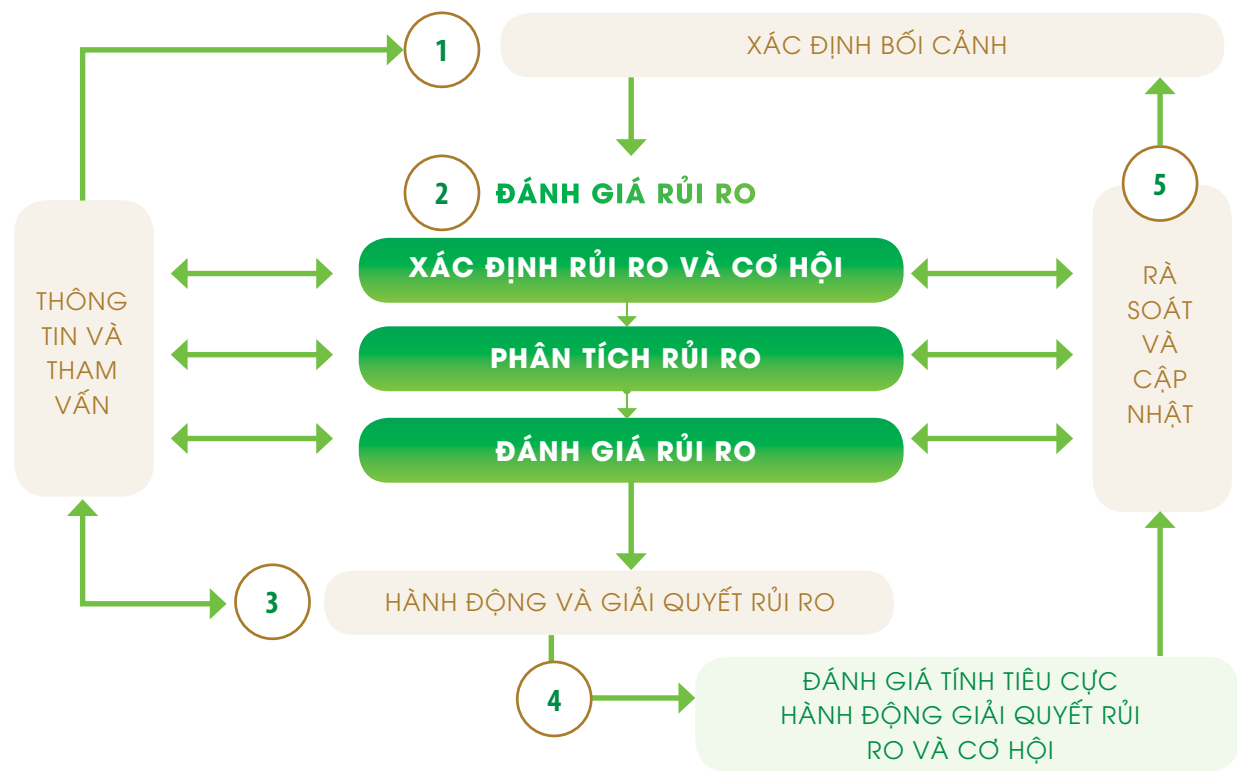 1
XÁC ĐỊNH BỐI CẢNH
2
ĐÁNH GIÁ RỦI RO
XÁC ĐỊNH RỦI RO VÀ CƠ HỘI
PHÂN TÍCH RỦI RO
ĐÁNH GIÁ RỦI RO
THÔNG
TIN VÀ
THAM
VẤN
5
RÀ
SOÁT
VÀ
CẬP
NHẬT
3
HÀNH ĐỘNG VÀ GIẢI QUYẾT RỦI RO
4
ĐÁNH GIÁ TÍNH TIÊU CỰC
HÀNH ĐỘNG GIẢI QUYẾT RỦI
RO VÀ CƠ HỘI